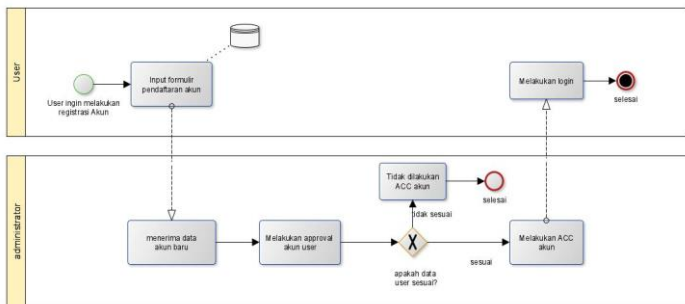 User
Input formulir
pendaftaran akun
User ingin melakukan
registrasi Akun
Melakukan login
selesai
administrator
Tidak dilakukan
ACC akun
selesai
tidak sesuai
menerima data
akun baru
Melakukan approval
akun user
X
apakah data
user sesuai?
sesuai
Melakukan ACC
akun